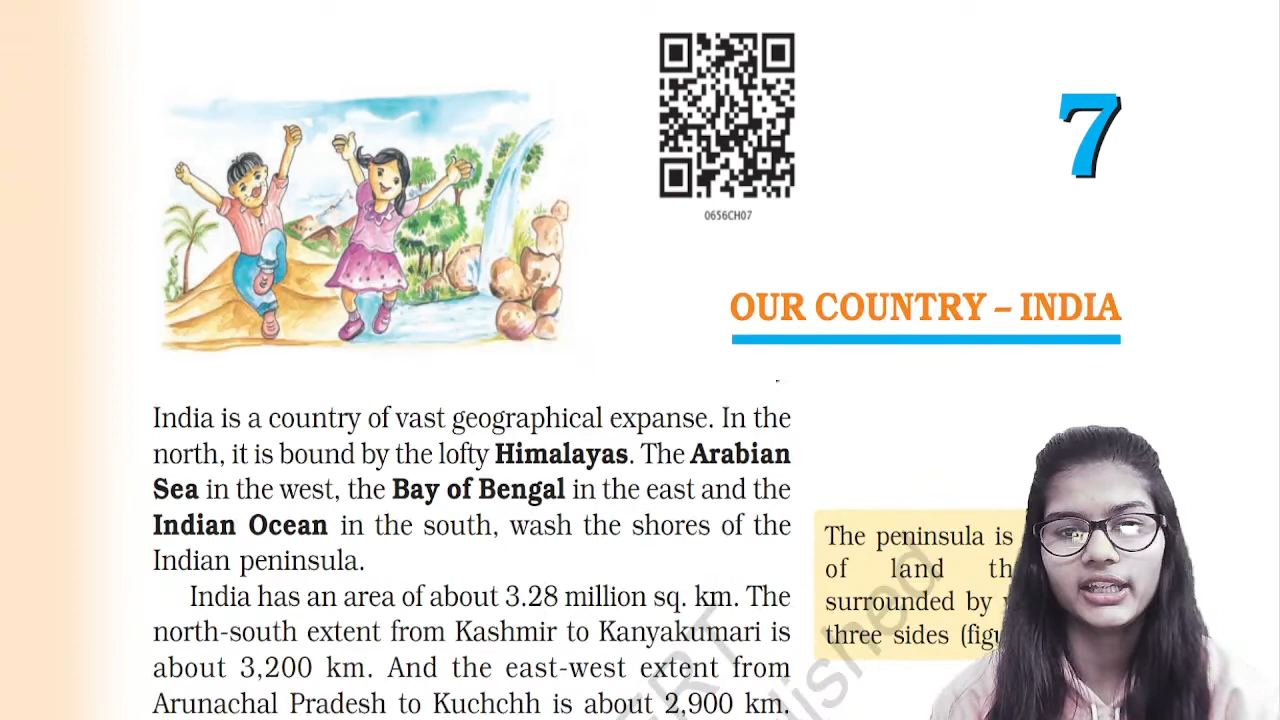 0656CH07
7
OUR COUNTRY – INDIA
India is a country of vast geographical expanse. In the
north, it is bound by the lofty Himalayas. The Arabian
Sea in the west, the Bay of Bengal in the east and the
Indian Ocean in the south, wash the shores of the
Indian peninsula.
India has an area of about 3.28 million sq. km. The
north-south extent from Kashmir to Kanyakumari is
about 3,200 km. And the east-west extent from
Arunachal Pradesh to Kuchchh is about 2,900 km.
The peninsula is
of land
surrounded by
three sides